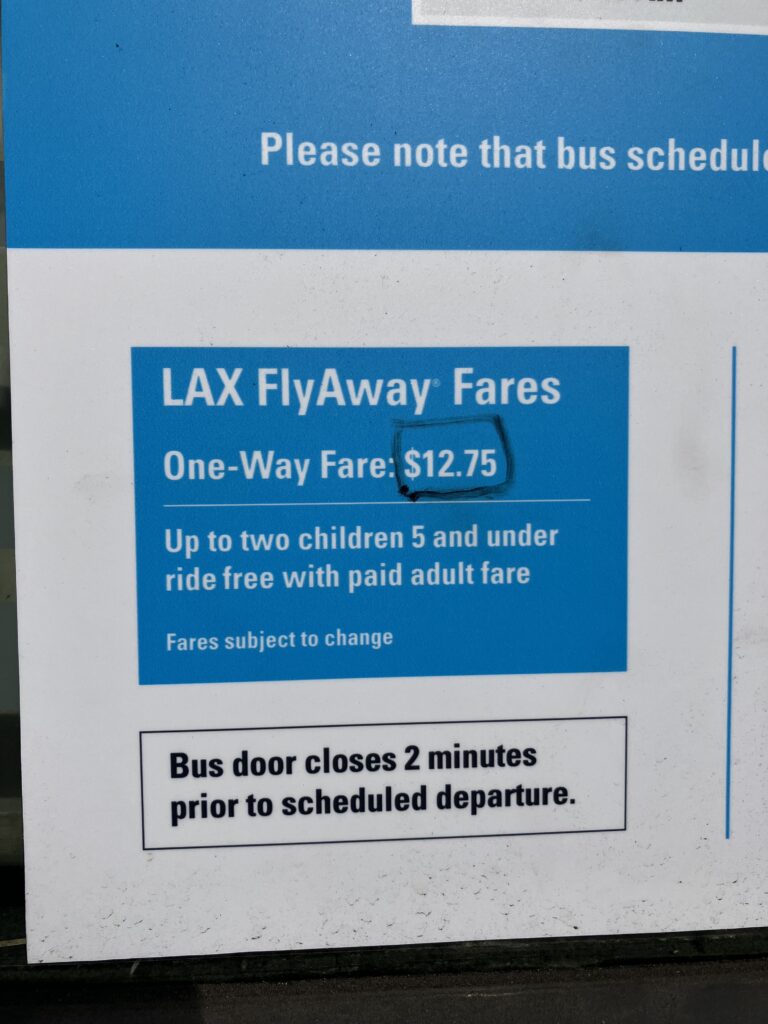 Please note that bus
LAX FlyAway® Fares
One-Way Fare: $12.75
Up to two children 5 and under
ride free with paid adult fare
Fares subject to change
Bus door closes 2 minutes
prior to scheduled departure.